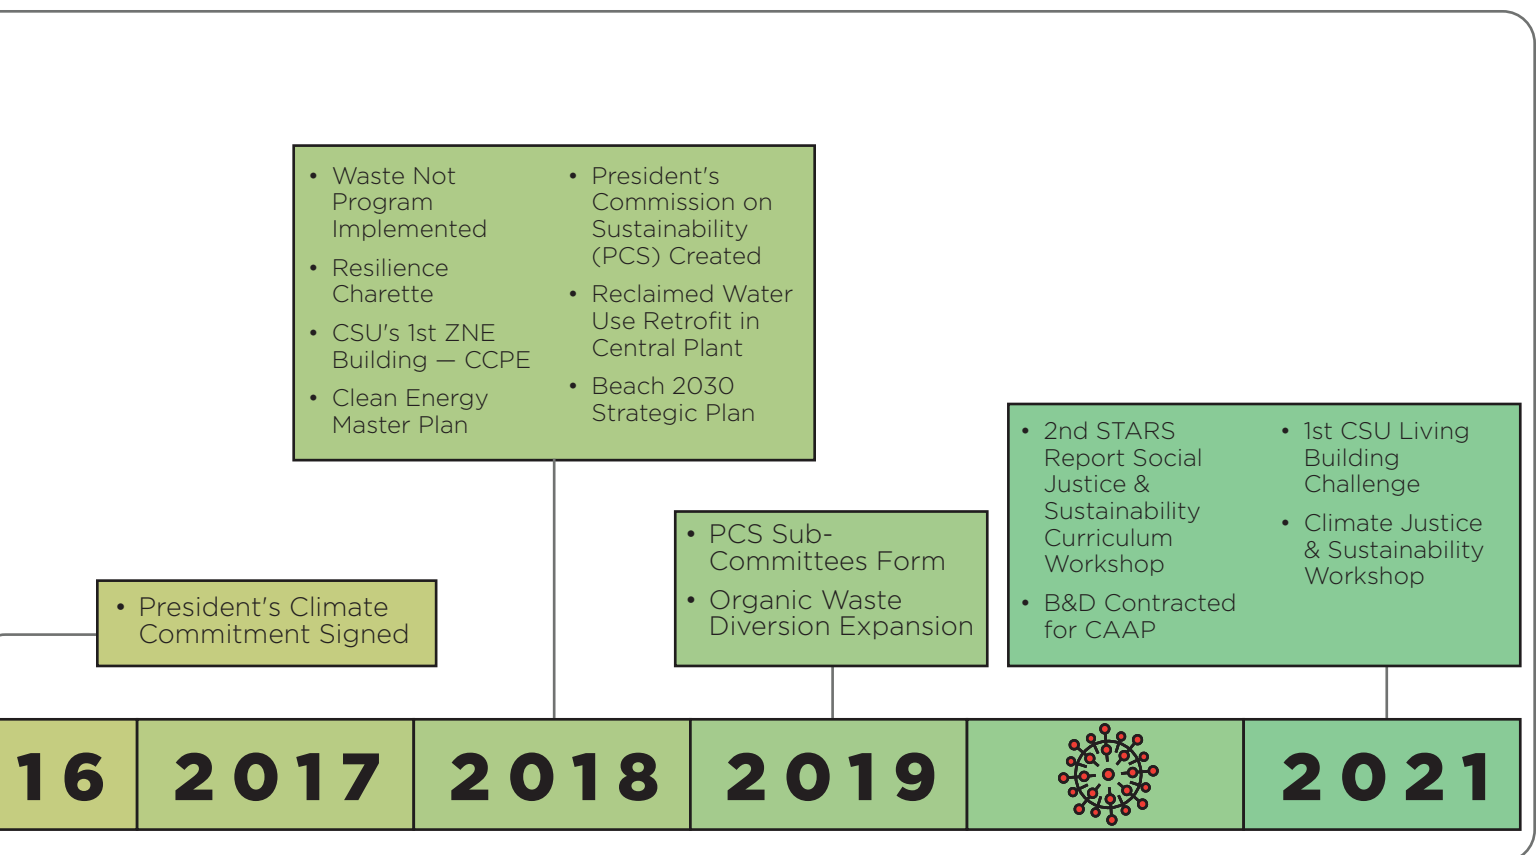 • Waste Not
Program
Implemented
• Resilience
Charette
• CSU's 1st ZNE
Building — CCPE
• Clean Energy
Master Plan
• President's
Commission on
Sustainability
(PCS) Created
• Reclaimed Water
Use Retrofit in
Central Plant
• Beach 2030
Strategic Plan
• 2nd STARS
Report Social
Justice &
Sustainability
Curriculum
Workshop
• B&D Contracted
for CAAP
• 1st CSU Living
Building
Challenge
• Climate Justice
& Sustainability
Workshop
• PCS Sub-
Committees Form
• Organic Waste
Diversion Expansion
• President's Climate
Commitment Signed
16 2017 2018 2019 2021